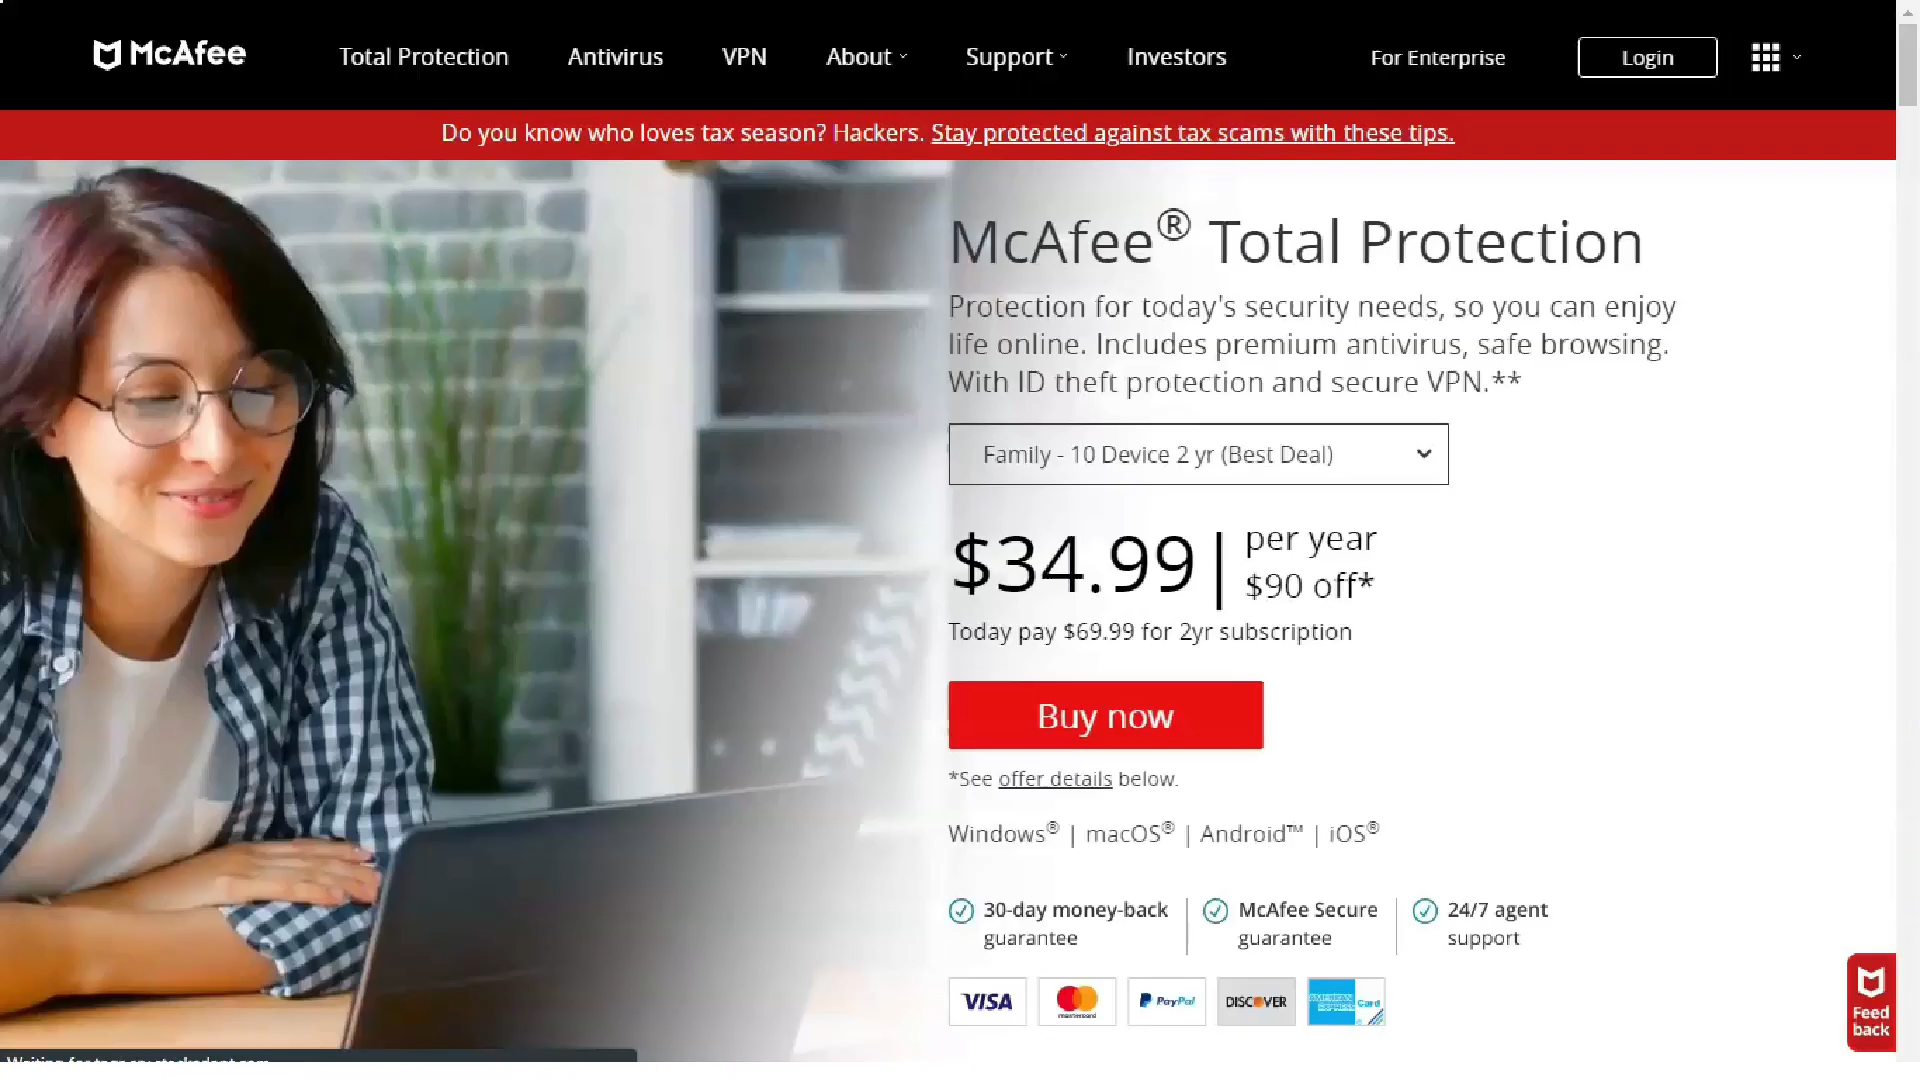 McAfee
Total Protection
Antivirus
VPN
About
Support
Investors
For Enterprise
Login
Do you know who loves tax season? Hackers. Stay protected against tax scams with these tips.
McAfee® Total Protection
Protection for today's security needs, so you can enjoy
life online. Includes premium antivirus, safe browsing.
With ID theft protection and secure VPN.**
Family - 10 Device 2 yr (Best Deal)
$34.99
per year
$90 off*
Today pay $69.99 for 2yr subscription
Buy now
*See offer details below.
Windows® | macOS® | Android™ | iOS®
30-day money-back
guarantee
McAfee Secure
guarantee
24/7 agent
support
VISA
mastercard
PayPal
DISCOVER
AMERICAN
EXPRESS
Card
Feed
back